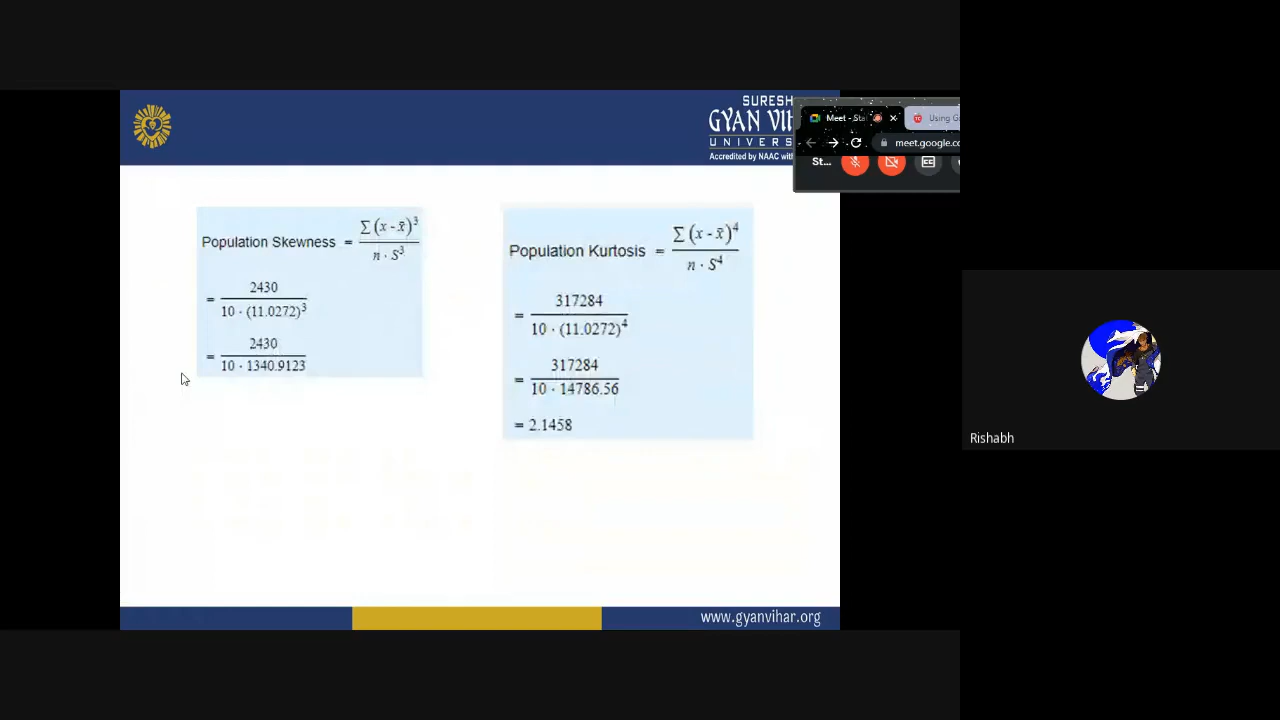 SURESH
GYAN VIH
UNIVERS
Accredited by NAAC with
Meet - Sta
Using G
meet.google.co
St...
Population Skewness = ∑ (x - x̄)³ / n · S³
= 2430 / 10 · (11.0272)³
= 2430 / 10 · 1340.9123
Population Kurtosis = ∑ (x - x̄)⁴ / n · S⁴
= 317284 / 10 · (11.0272)⁴
= 317284 / 10 · 14786.56
= 2.1458
Rishabh
www.gyanvihar.org